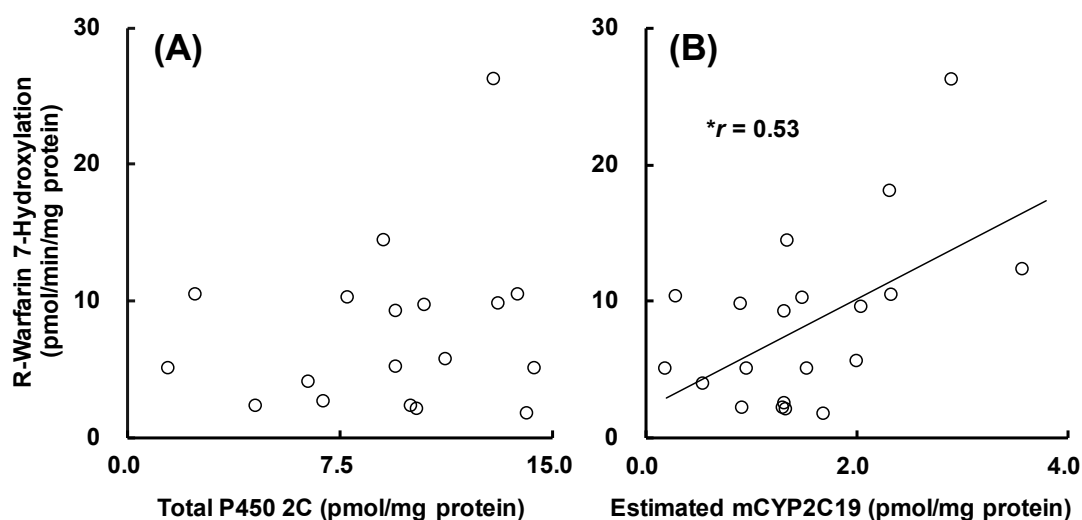 30
20
10
0
(A)
R-Warfarin 7-Hydroxylation
(pmol/min/mg protein)
0.0
7.5
15.0
Total P450 2C (pmol/mg protein)
30
20
10
0
(B)
*r = 0.53
0.0
2.0
4.0
Estimated mCYP2C19 (pmol/mg protein)